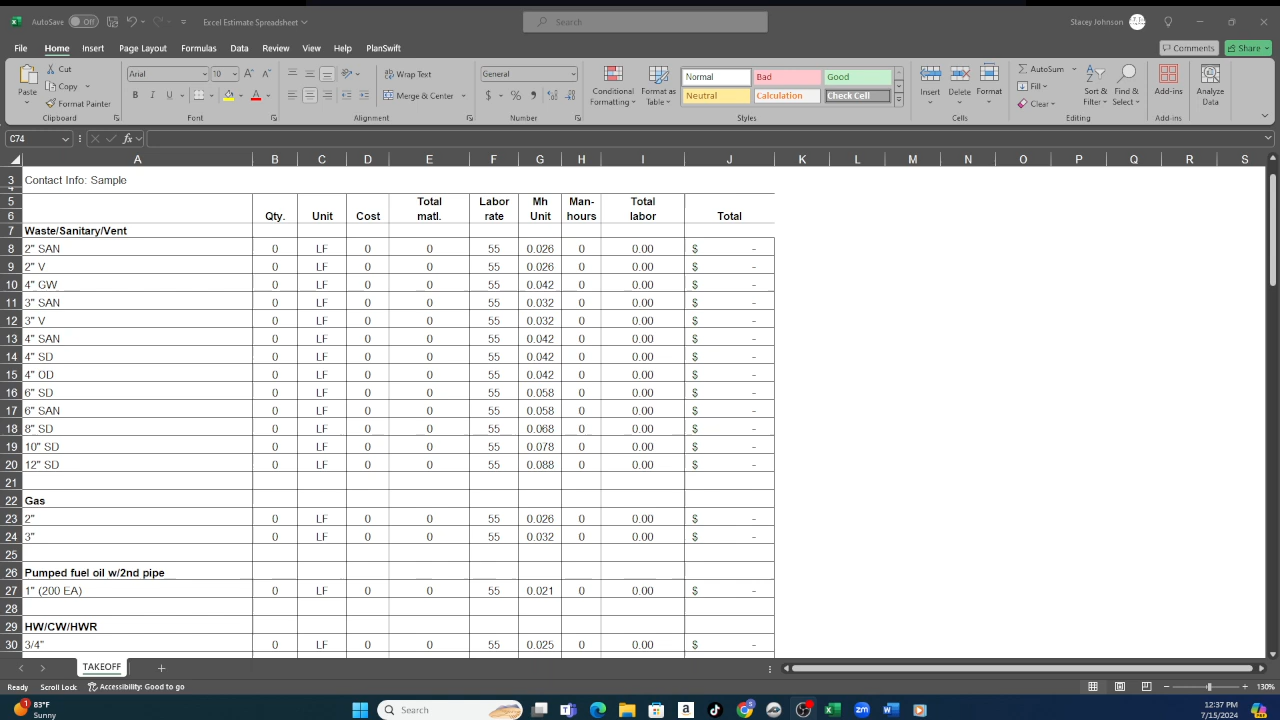 AutoSave Off Excel Estimate Spreadsheet Search Stacey Johnson
File Home Insert Page Layout Formulas Data Review View Help PlanSwift Comments Share
Paste Cut Copy Format Painter Clipboard
Arial 10 A A B I U A Font
Wrap Text Merge & Center Alignment
General $ % Number
Conditional Formatting Format as Table Normal Bad Good Neutral Calculation Check Cell Styles
Insert Delete Format Cells
AutoSum Fill Clear Sort & Filter Find & Select Editing
Add-ins Add-ins Analyze Data
C74 fx
A B C D E F G H I J K L M N O P Q R S
3 Contact Info: Sample
4
5 Total Labor Mh Man- Total
6 Qty. Unit Cost matl. rate Unit hours labor Total
7 Waste/Sanitary/Vent
8 2" SAN 0 LF 0 0 55 0.026 0 0.00 $ -
9 2" V 0 LF 0 0 55 0.026 0 0.00 $ -
10 4" GW 0 LF 0 0 55 0.042 0 0.00 $ -
11 3" SAN 0 LF 0 0 55 0.032 0 0.00 $ -
12 3" V 0 LF 0 0 55 0.032 0 0.00 $ -
13 4" SAN 0 LF 0 0 55 0.042 0 0.00 $ -
14 4" SD 0 LF 0 0 55 0.042 0 0.00 $ -
15 4" OD 0 LF 0 0 55 0.042 0 0.00 $ -
16 6" SD 0 LF 0 0 55 0.058 0 0.00 $ -
17 6" SAN 0 LF 0 0 55 0.058 0 0.00 $ -
18 8" SD 0 LF 0 0 55 0.068 0 0.00 $ -
19 10" SD 0 LF 0 0 55 0.078 0 0.00 $ -
20 12" SD 0 LF 0 0 55 0.088 0 0.00 $ -
21
22 Gas
23 2" 0 LF 0 0 55 0.026 0 0.00 $ -
24 3" 0 LF 0 0 55 0.032 0 0.00 $ -
25
26 Pumped fuel oil w/2nd pipe
27 1" (200 EA) 0 LF 0 0 55 0.021 0 0.00 $ -
28
29 HW/CW/HWR
30 3/4" 0 LF 0 0 55 0.025 0 0.00 $ -
TAKEOFF
Ready Scroll Lock Accessibility: Good to go 130%
1 83°F Sunny Search zm 12:37 PM 7/15/2024